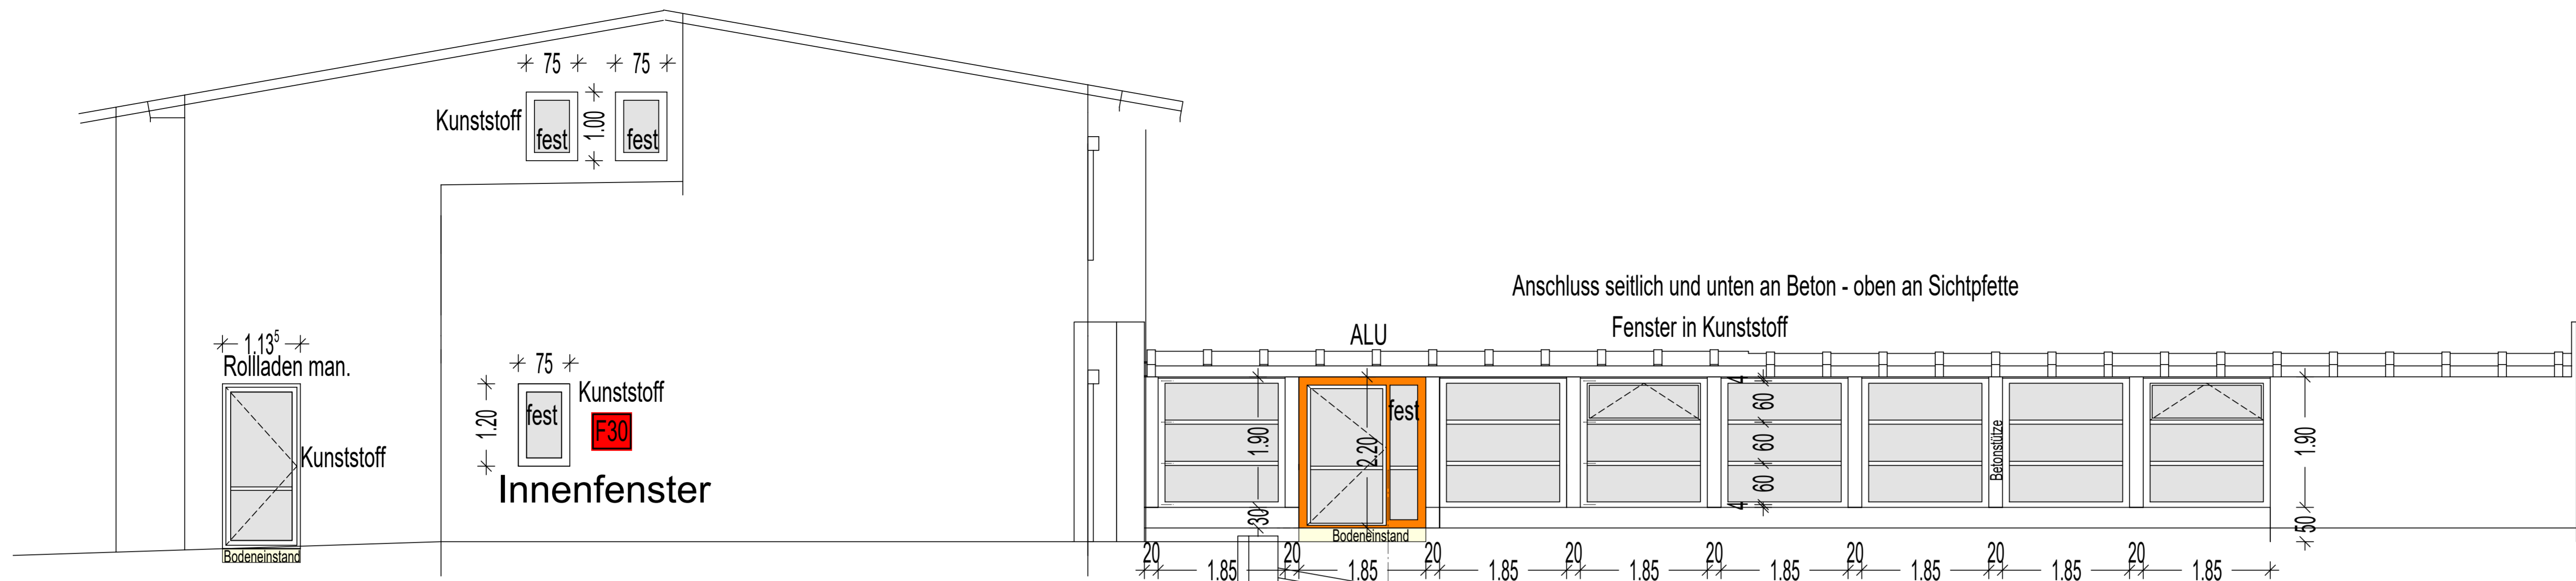 75
75
Kunststoff
1.00
fest
fest
Anschluss seitlich und unten an Beton - oben an Sichtpfette
Fenster in Kunststoff
ALU
1.13⁵
Rollladen man.
Kunststoff
Bodeneinstand
75
1.20
fest
Kunststoff
F30
Innenfenster
1.90
30
2.20
fest
Bodeneinstand
4
60
60
60
4
Betonstütze
1.90
50
20
20
20
20
20
20
20
20
1.85
1.85
1.85
1.85
1.85
1.85
1.85
1.85